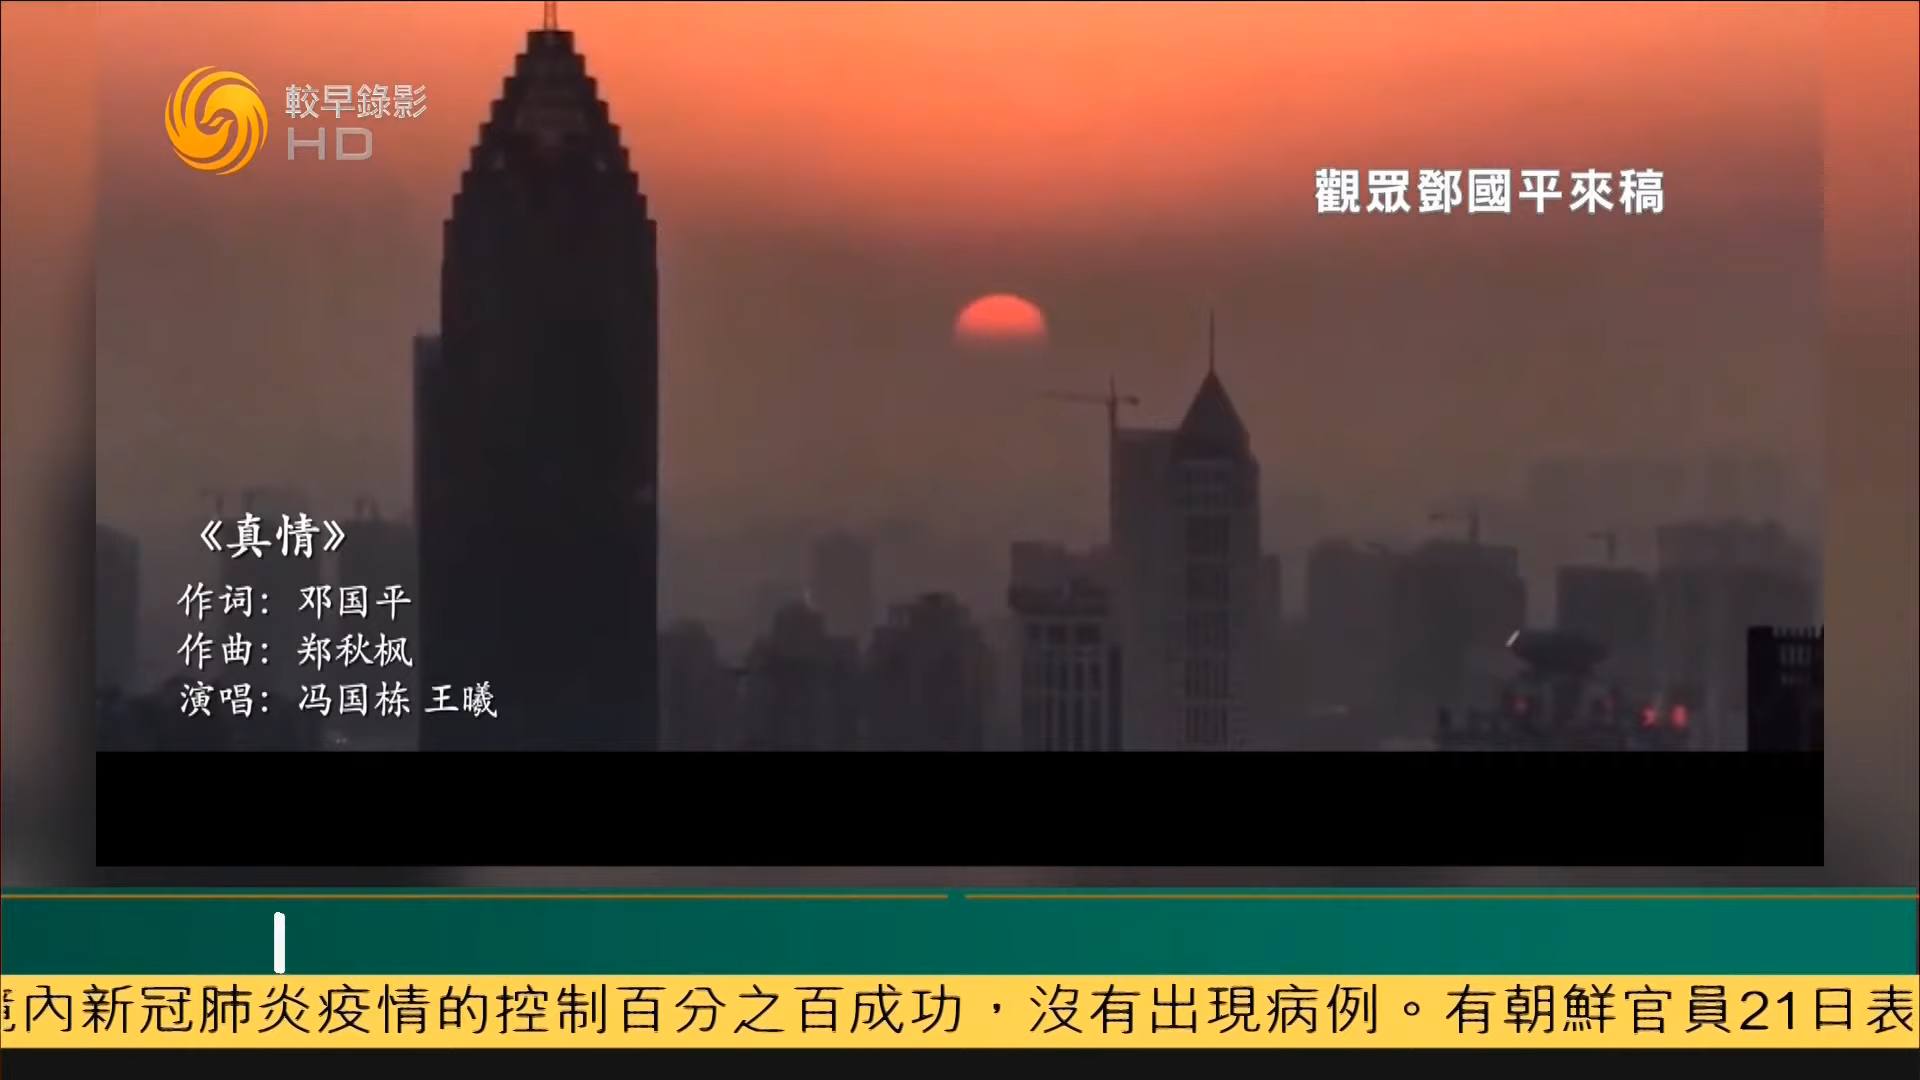 較早錄影
HD
觀眾鄧國平來稿
《真情》
作词：邓国平
作曲：郑秋枫
演唱：冯国栋 王曦
境內新冠肺炎疫情的控制百分之百成功，沒有出現病例。有朝鮮官員21日表